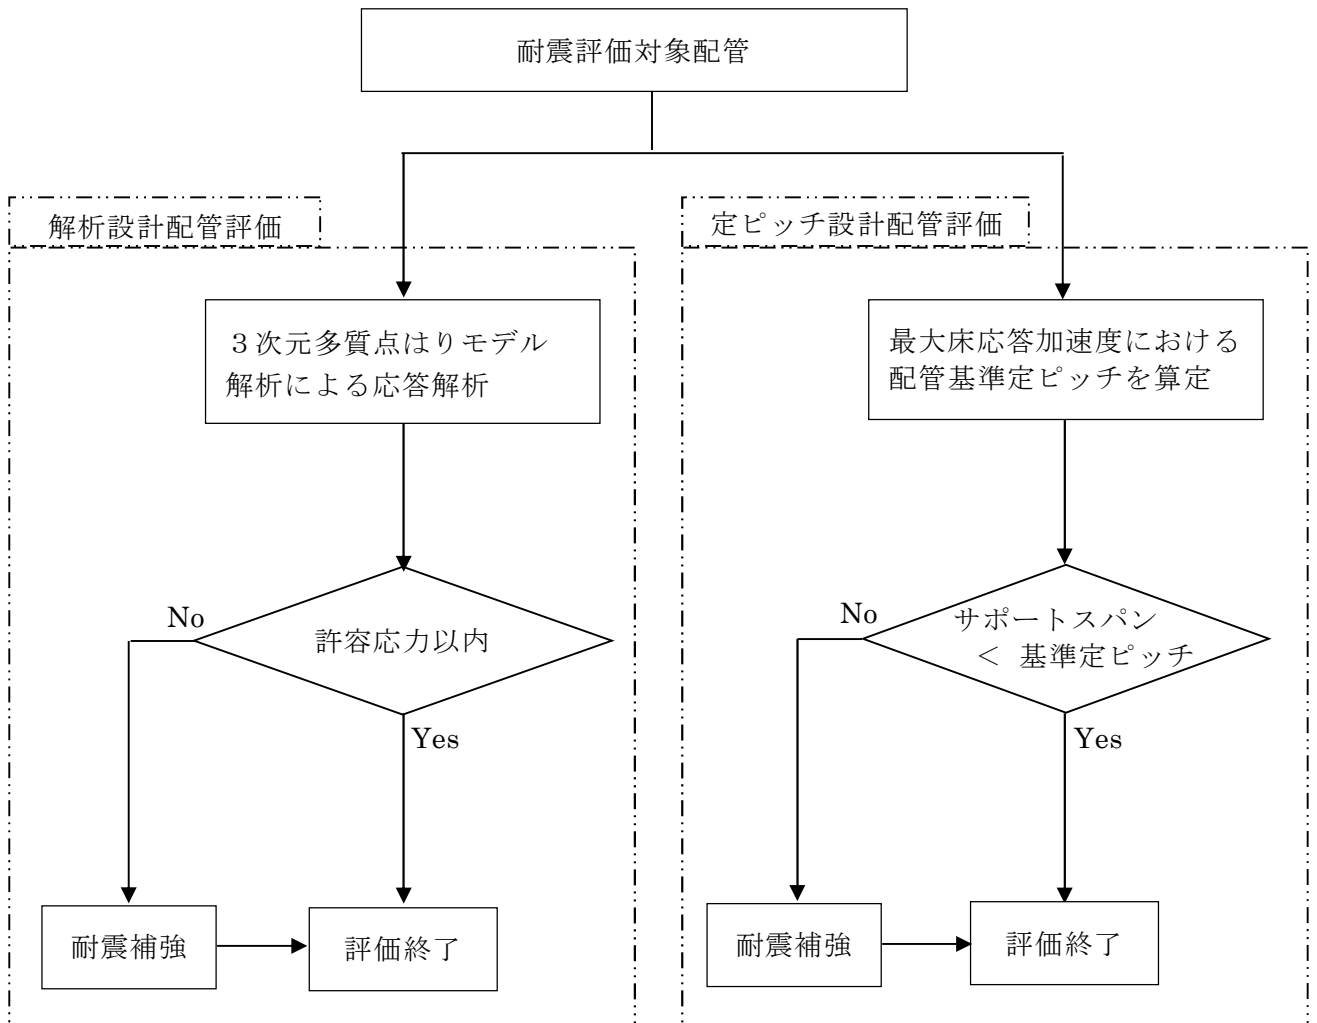 耐震評価対象配管
解析設計配管評価
３次元多質点はりモデル
解析による応答解析
No
許容応力以内
Yes
耐震補強
評価終了
定ピッチ設計配管評価
最大床応答加速度における
配管基準定ピッチを算定
No
サポートスパン
＜ 基準定ピッチ
Yes
耐震補強
評価終了